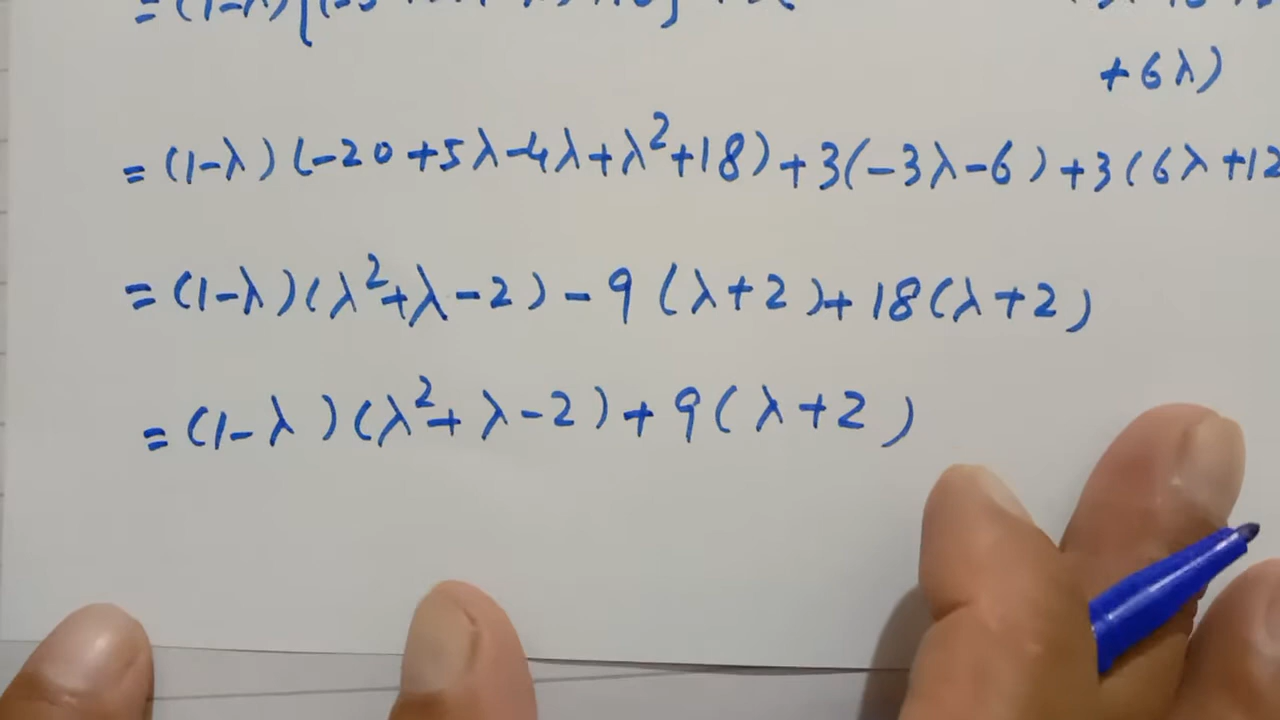 +6λ)
=(1-λ)(-20+5λ-4λ+λ²+18)+3(-3λ-6)+3(6λ+12
=(1-λ)(λ²+λ-2)-9(λ+2)+18(λ+2)
=(1-λ)(λ²+λ-2)+9(λ+2)